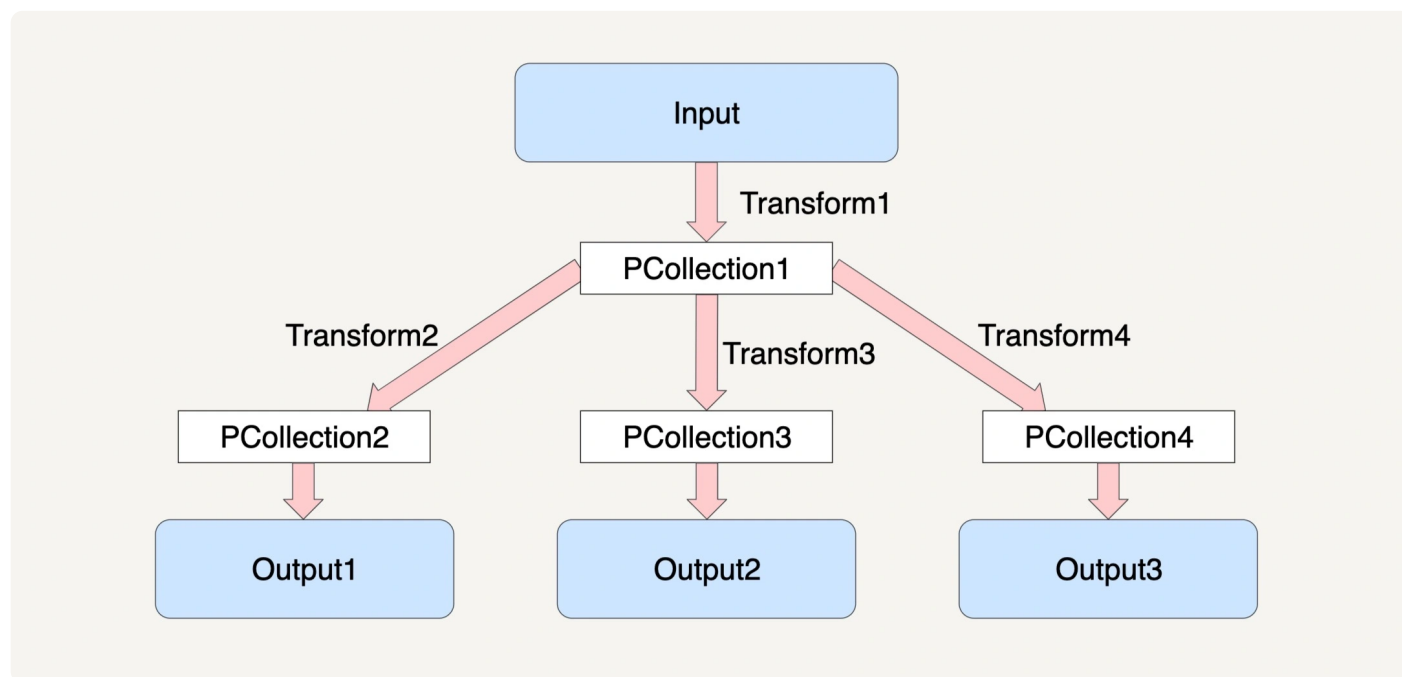 Input
Transform1
PCollection1
Transform2
Transform3
Transform4
PCollection2
PCollection3
PCollection4
Output1
Output2
Output3